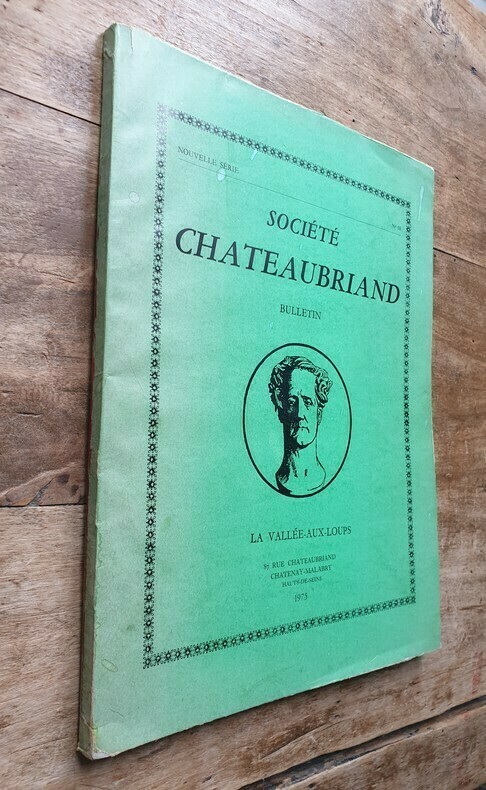 NOUVELLE SÉRIE
SOCIÉTÉ
CHATEAUBRIAND
BULLETIN
LA VALLÉE-AUX-LOUPS
87 RUE CHATEAUBRIAND
CHATENAY-MALABRY
HAUTS-DE-SEINE
1975